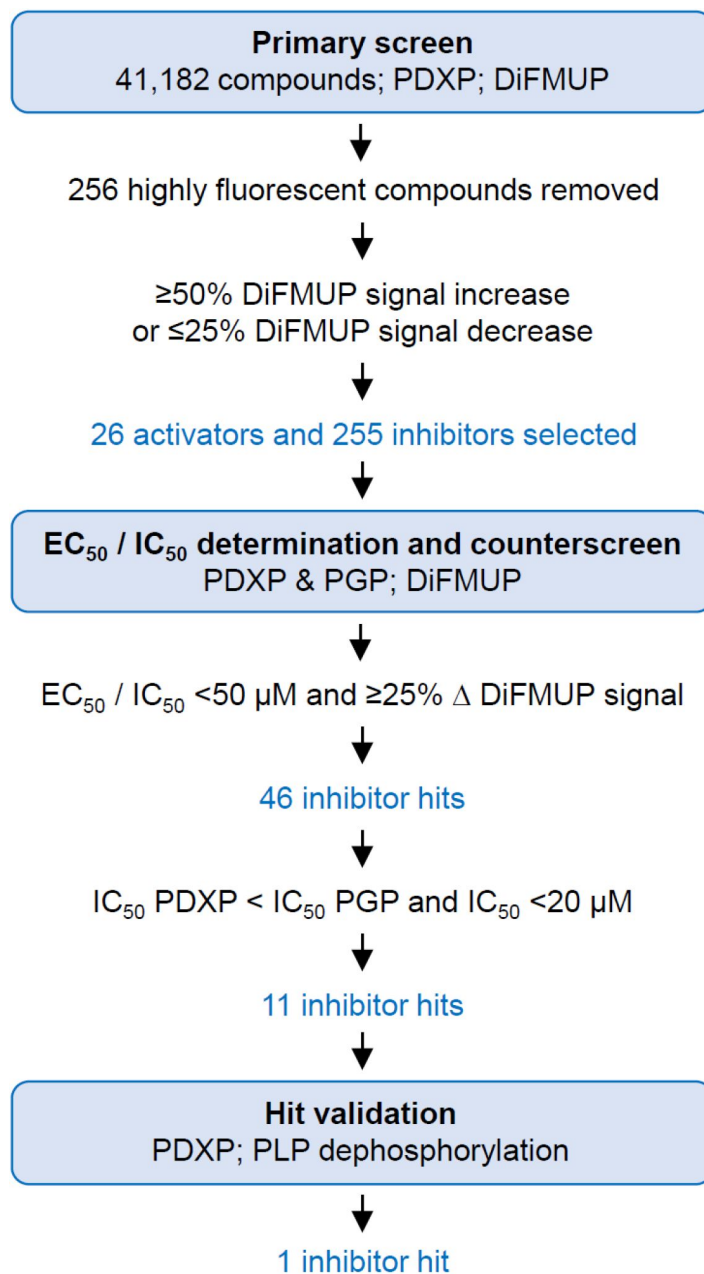 Primary screen
41,182 compounds; PDXP; DiFMUP
256 highly fluorescent compounds removed
≥50% DiFMUP signal increase
or ≤25% DiFMUP signal decrease
26 activators and 255 inhibitors selected
EC₅₀ / IC₅₀ determination and counterscreen
PDXP & PGP; DiFMUP
EC₅₀ / IC₅₀ <50 μM and ≥25% Δ DiFMUP signal
46 inhibitor hits
IC₅₀ PDXP < IC₅₀ PGP and IC₅₀ <20 μM
11 inhibitor hits
Hit validation
PDXP; PLP dephosphorylation
1 inhibitor hit